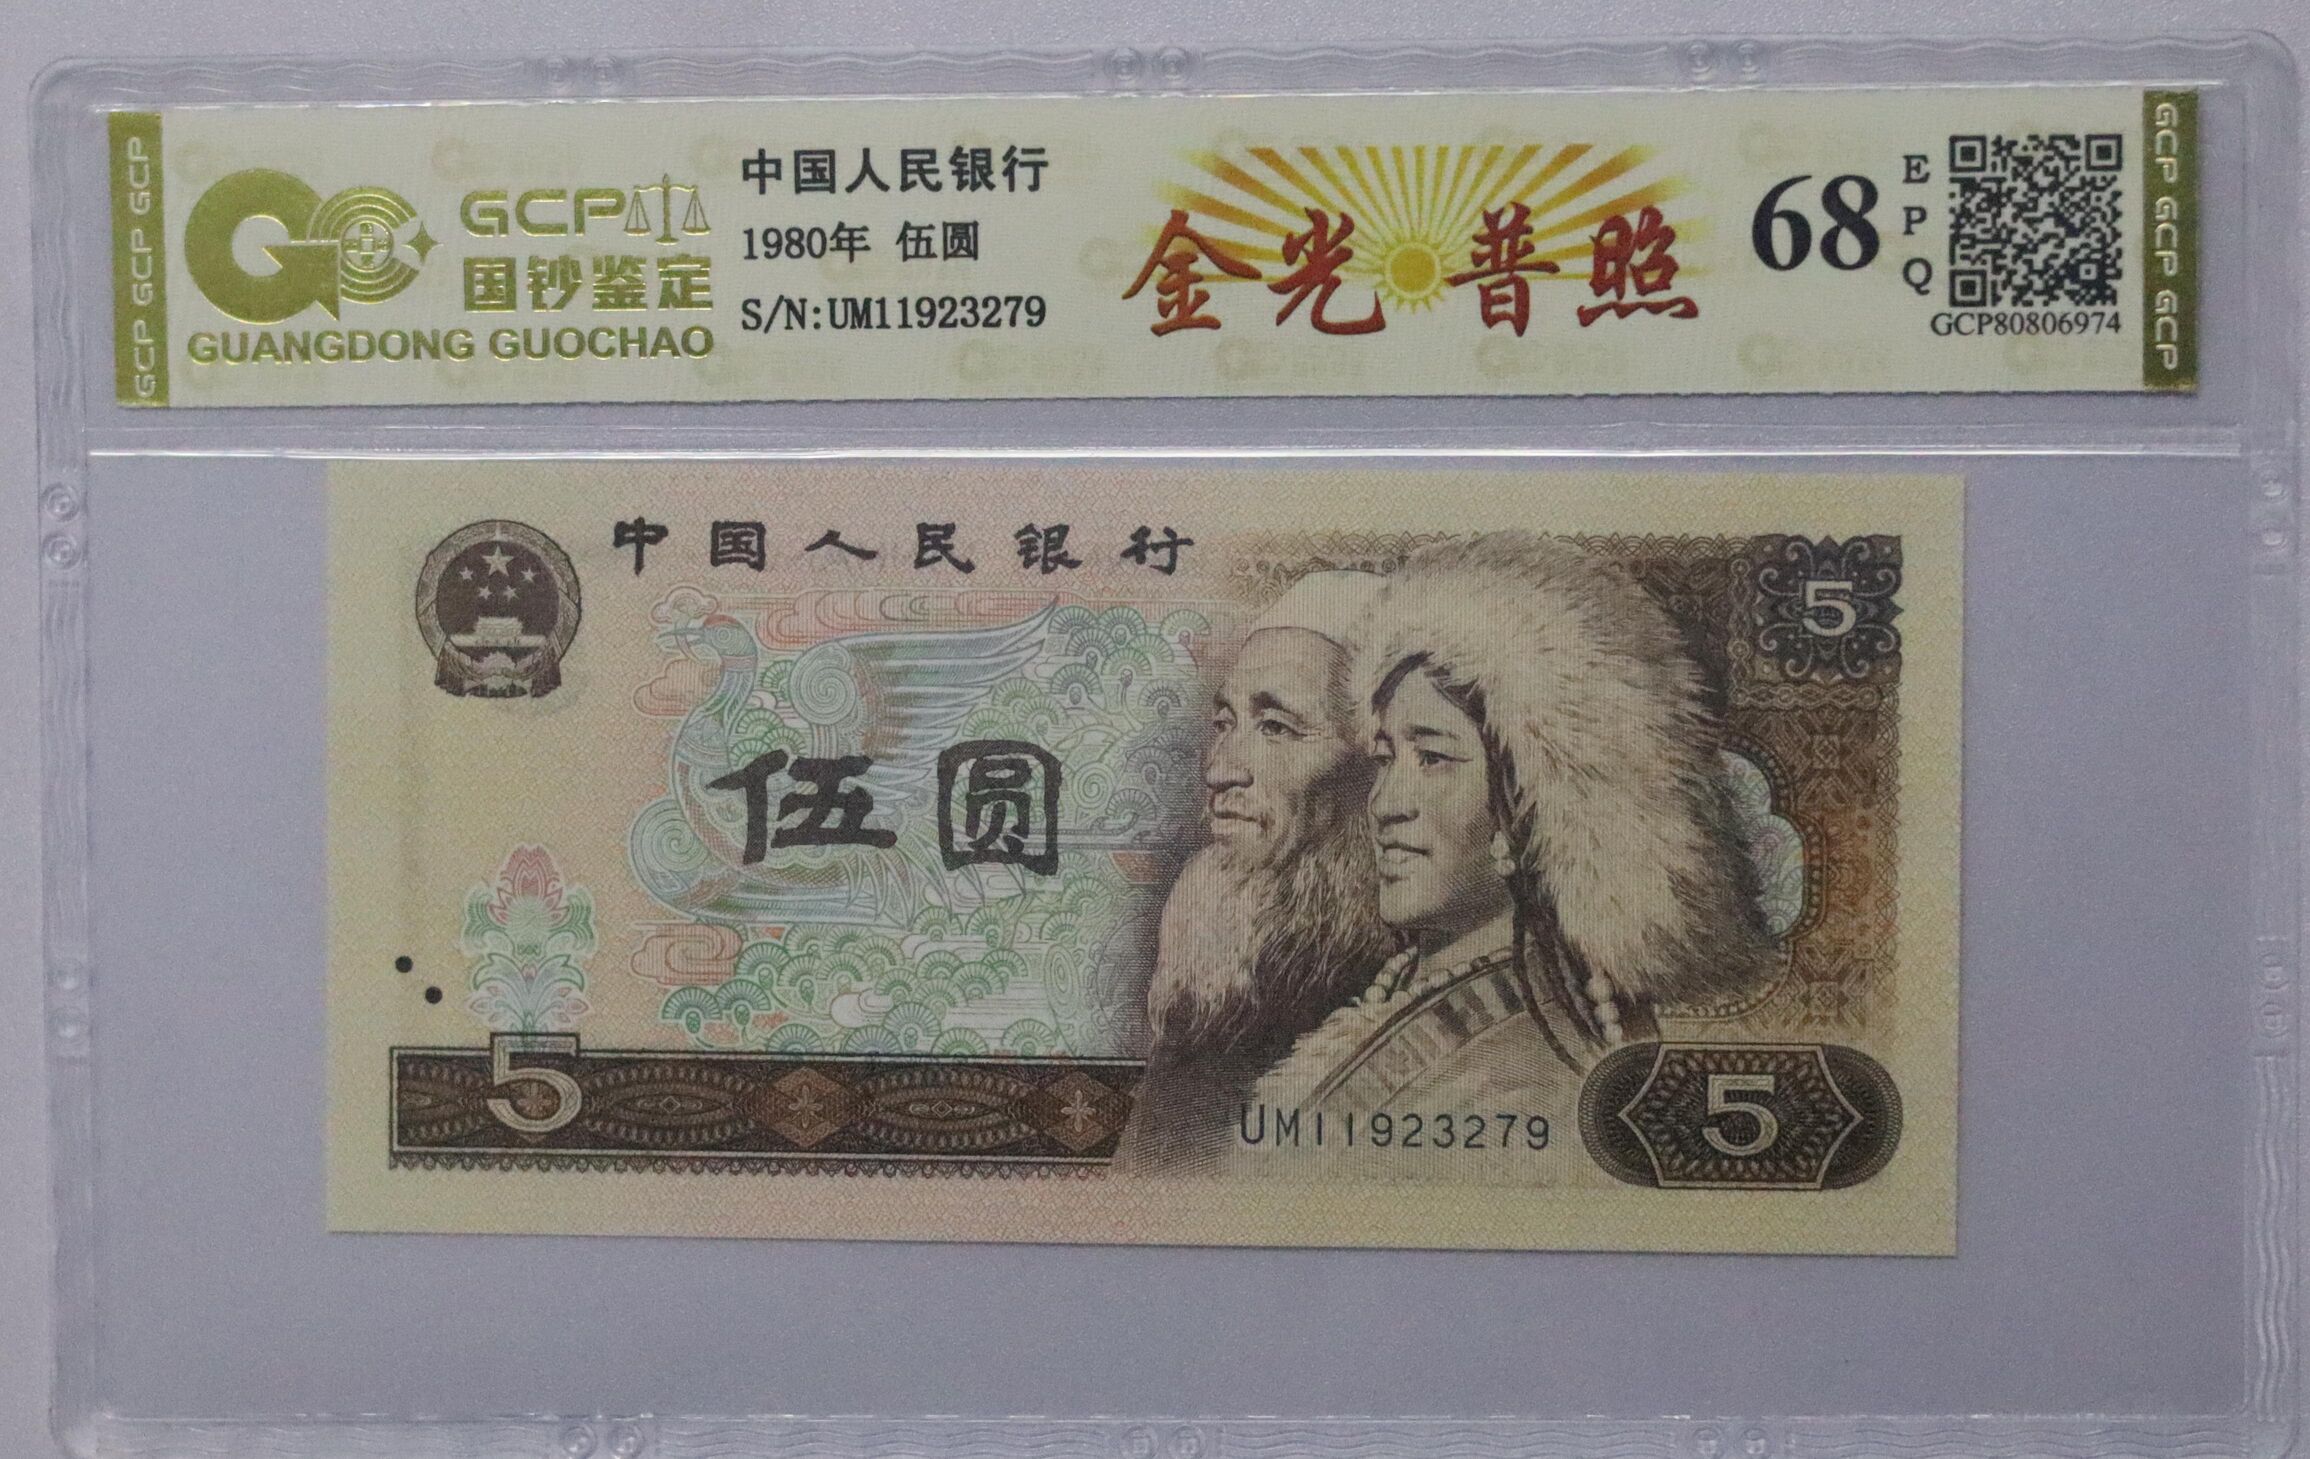 GCP GCP GCP
GCP
国钞鉴定
GUANGDONG GUOCHAO
中国人民银行
1980年 伍圆
S/N:UM11923279
金光普照
68
EPQ
GCP80806974
GCP GCP GCP
中国人民银行
5
伍圆
5
UM11923279
5